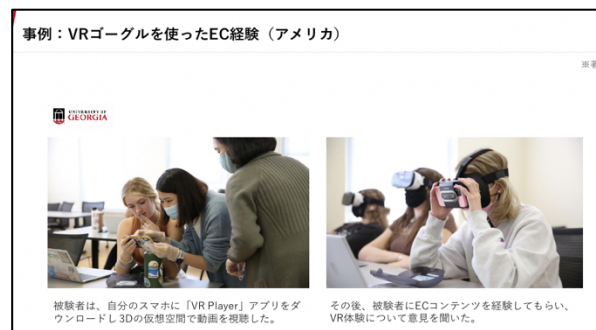 事例：VRゴーグルを使ったEC経験（アメリカ）
※著
UNIVERSITY OF
GEORGIA
被験者は、自分のスマホに「VR Player」アプリをダ
ウンロードし3Dの仮想空間で動画を視聴した。
その後、被験者にECコンテンツを経験してもらい、
VR体験について意見を聞いた。